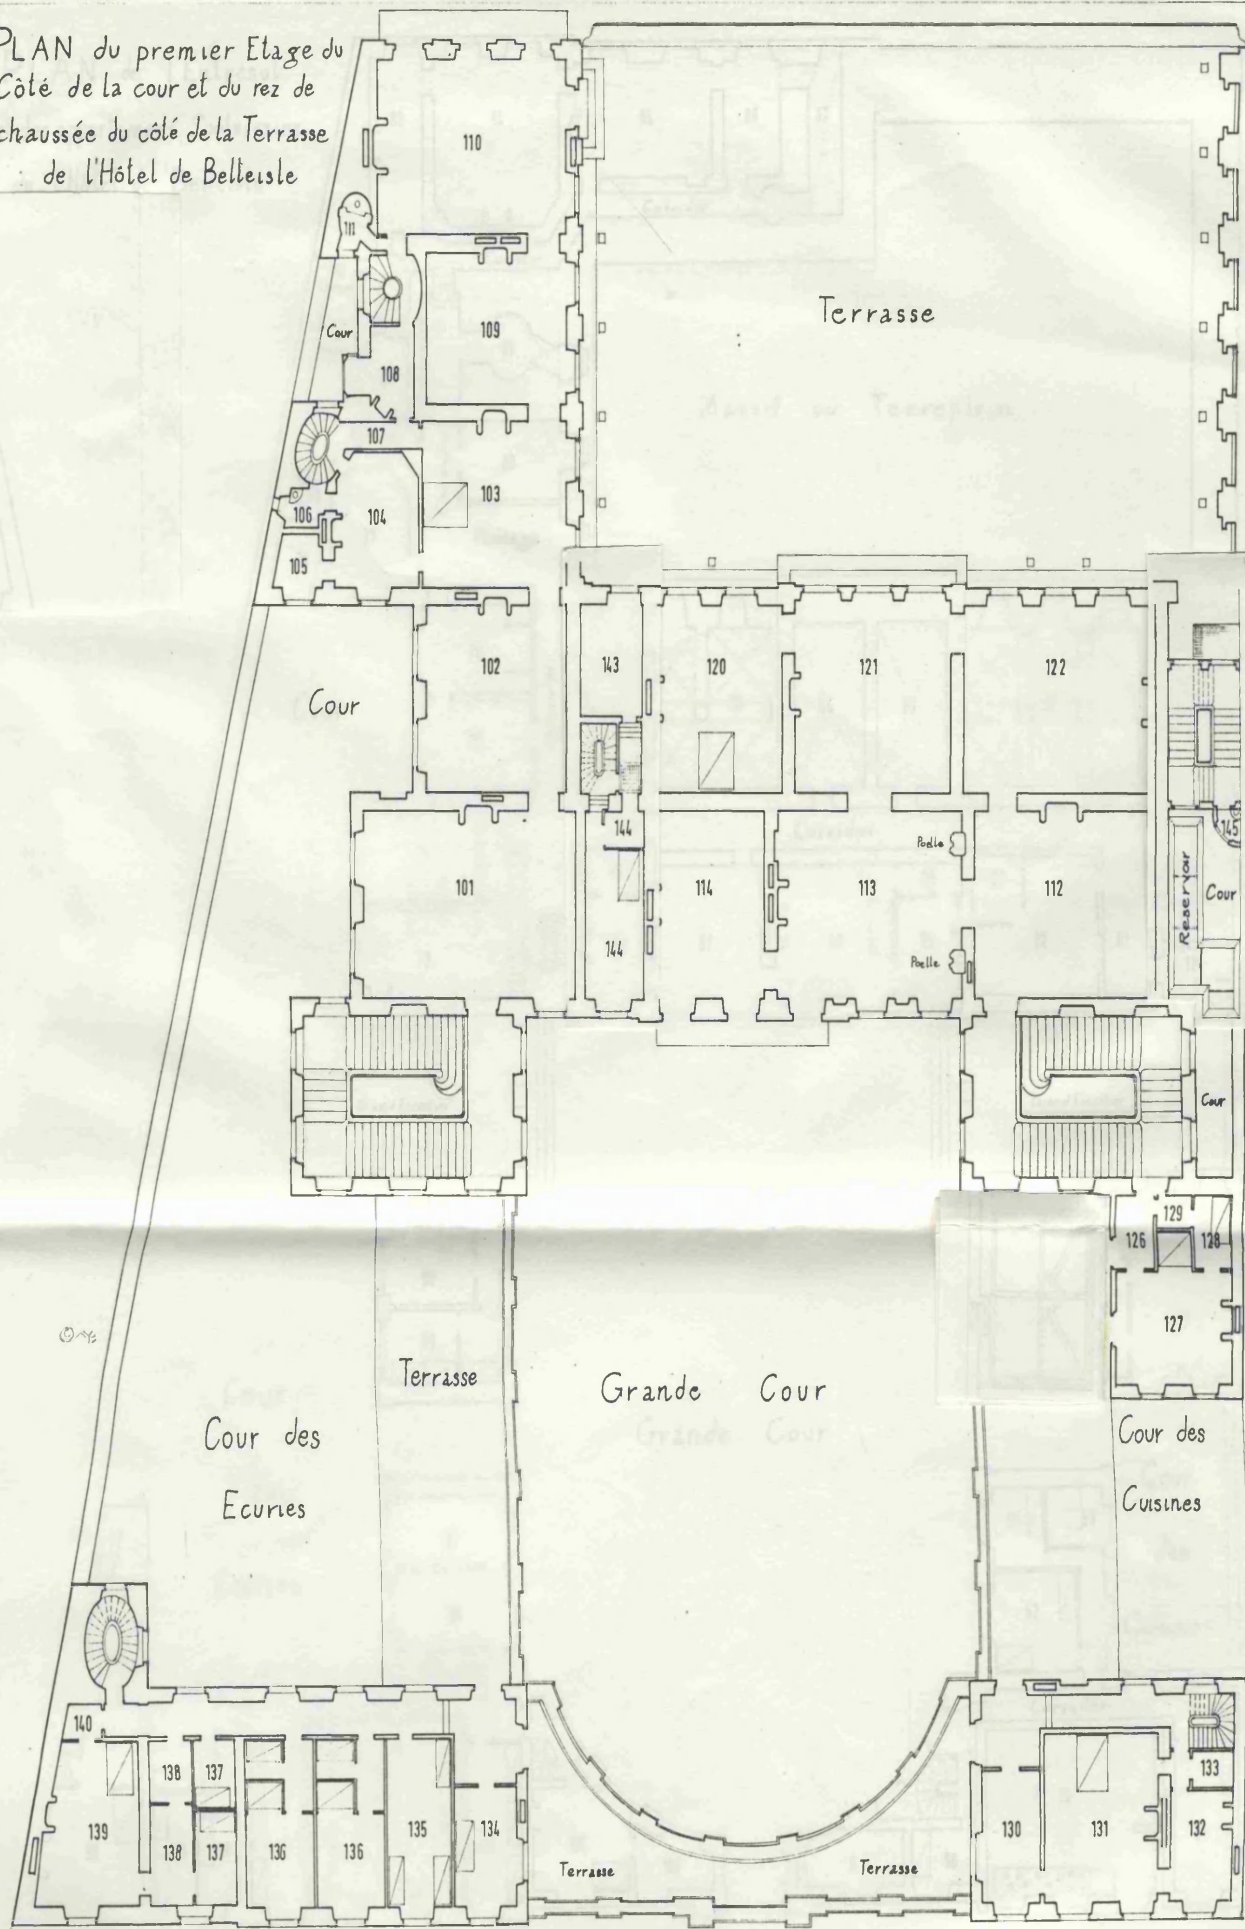 PLAN du premier Etage du
Côté de la cour et du rez de
chaussée du côté de la Terrasse
de l'Hôtel de Belleisle
110
111
Terrasse
Cour
109
108
107
103
106
104
105
102
143
120
121
122
Cour
144
145
Poelle
101
114
113
112
Reservoir
Cour
144
Poelle
Cour
129
126
128
127
Terrasse
Grande Cour
Cour des
Ecuries
Cour des
Cuisines
140
138
137
133
139
138
137
136
136
135
134
130
131
132
Terrasse
Terrasse